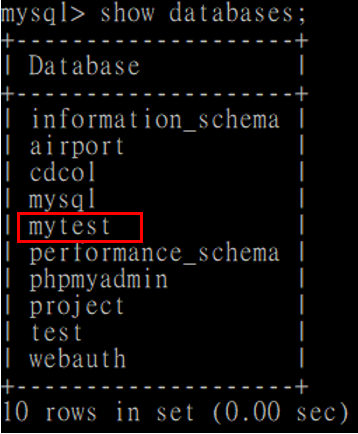 mysql> show databases;
+--------------------+
| Database           |
+--------------------+
| information_schema |
| airport            |
| cdcol              |
| mysql              |
| mytest             |
| performance_schema |
| phpmyadmin         |
| project            |
| test               |
| webauth            |
+--------------------+
10 rows in set (0.00 sec)